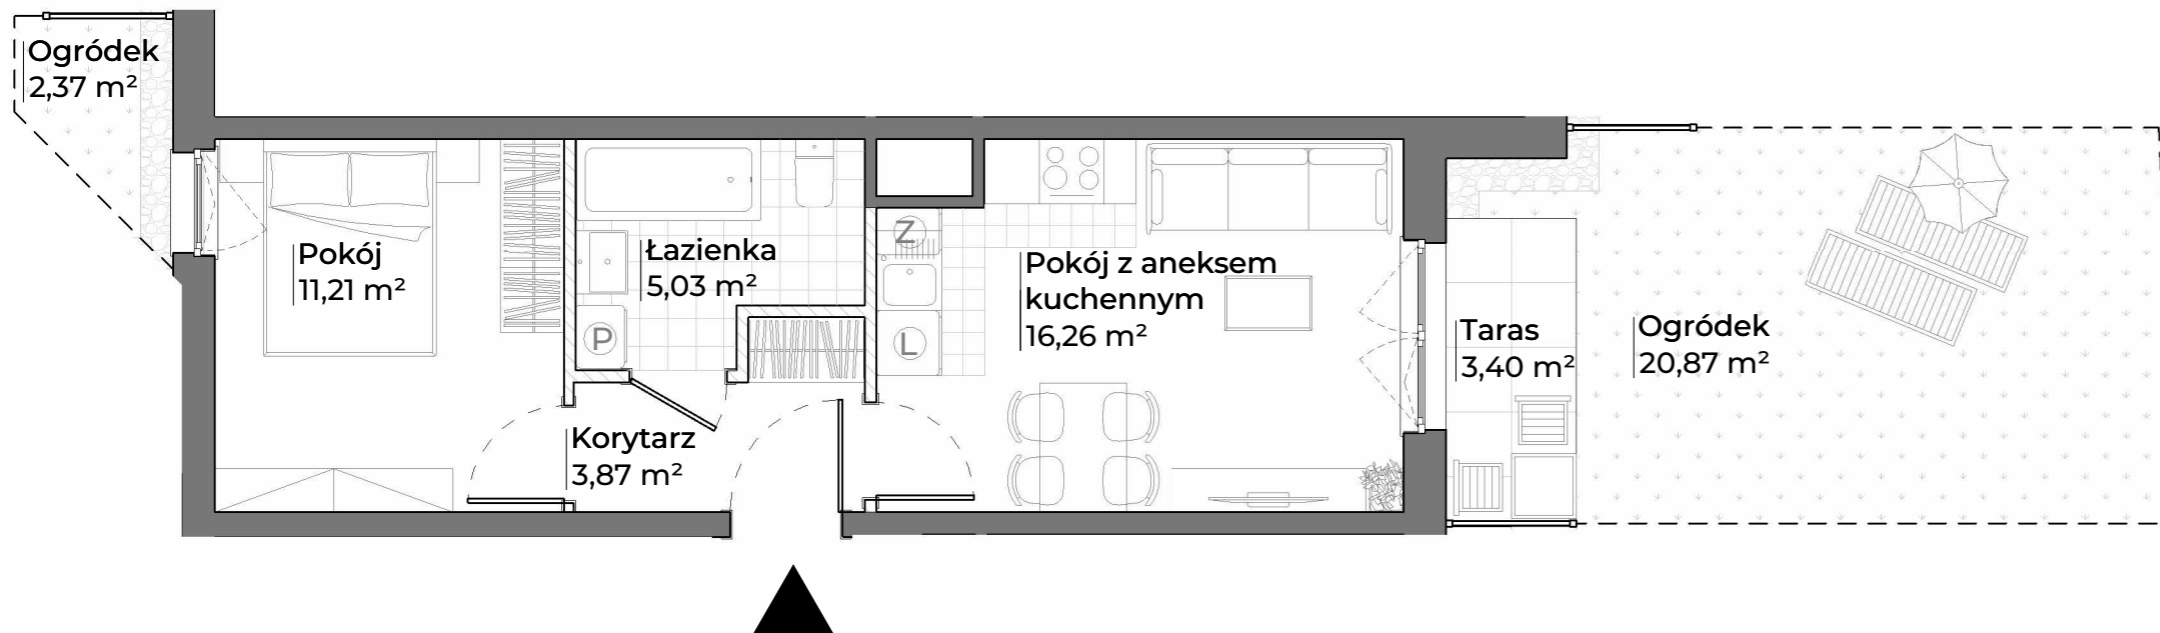 Ogródek
2,37 m²
Pokój
11,21 m²
Łazienka
5,03 m²
P
Korytarz
3,87 m²
Z
L
Pokój z aneksem
kuchennym
16,26 m²
Taras
3,40 m²
Ogródek
20,87 m²